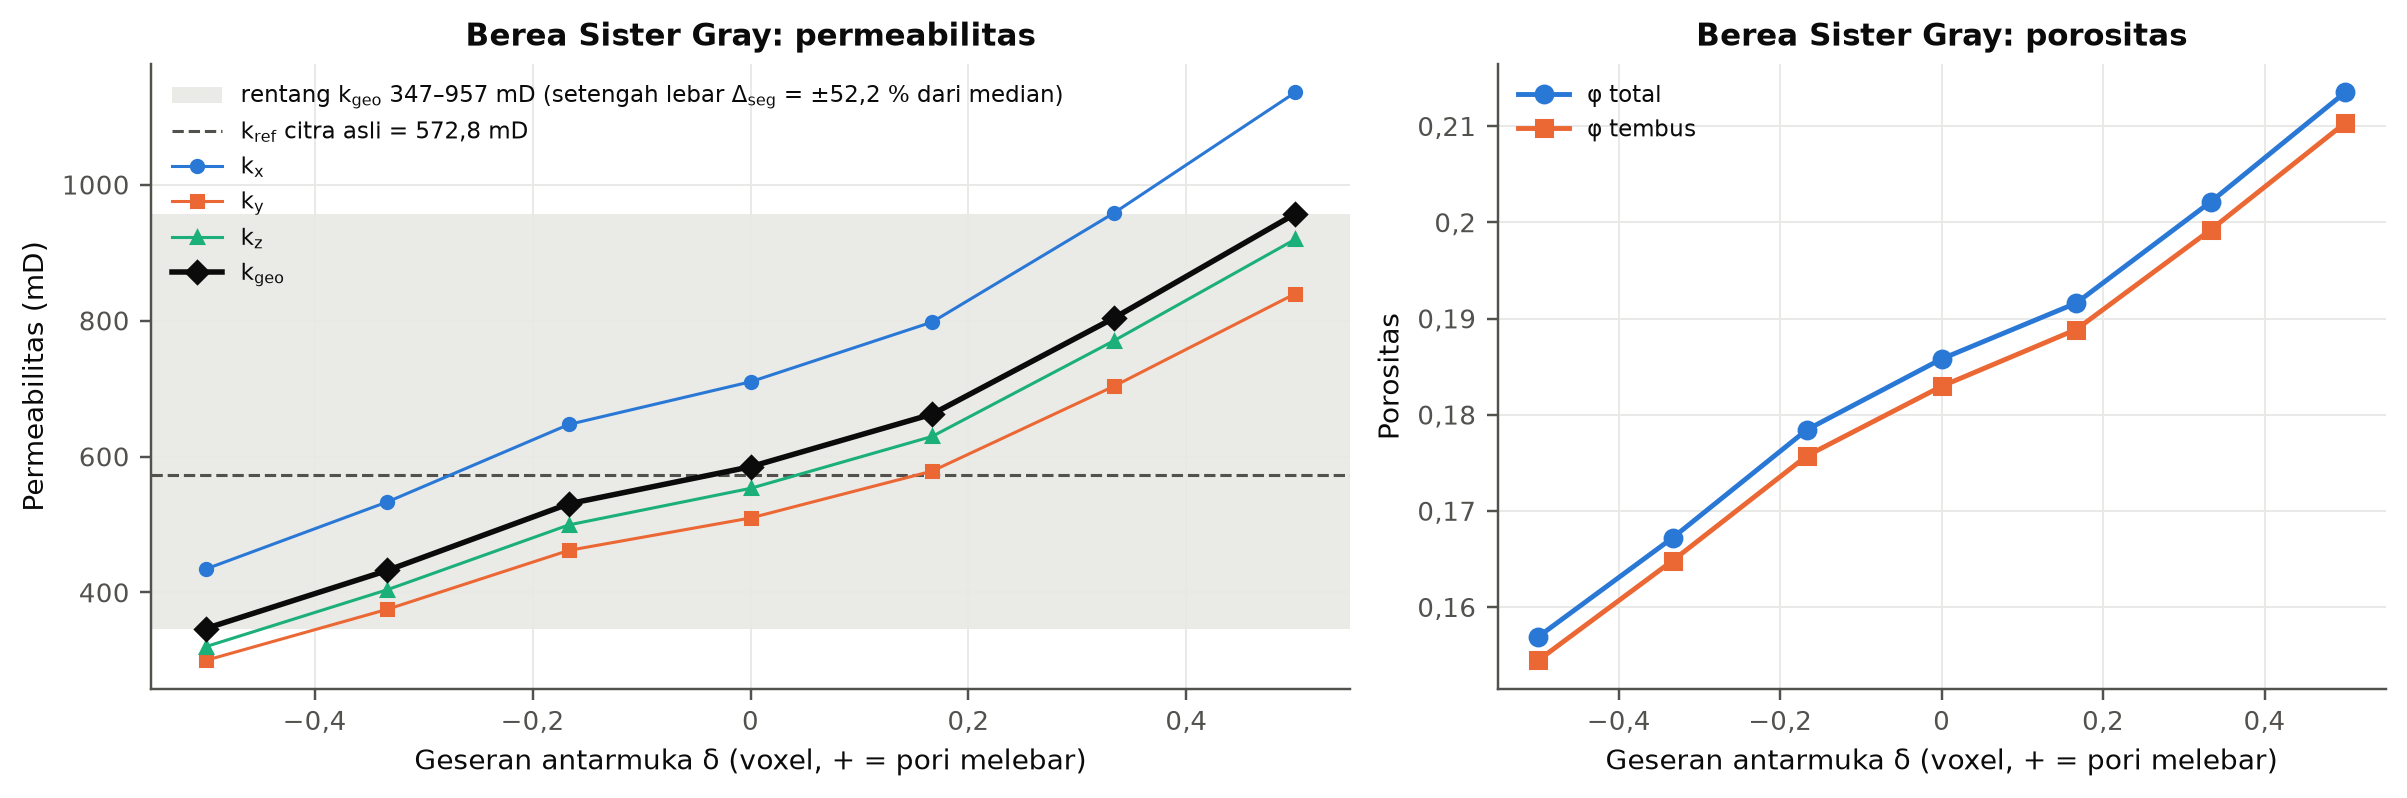 Berea Sister Gray: permeabilitas
rentang kgeo 347–957 mD (setengah lebar Δseg = ±52,2 % dari median)
kref citra asli = 572,8 mD
kx
ky
kz
kgeo
Permeabilitas (mD)
1000
800
600
400
−0,4
−0,2
0
0,2
0,4
Geseran antarmuka δ (voxel, + = pori melebar)
Berea Sister Gray: porositas
φ total
φ tembus
Porositas
0,21
0,2
0,19
0,18
0,17
0,16
−0,4
−0,2
0
0,2
0,4
Geseran antarmuka δ (voxel, + = pori melebar)